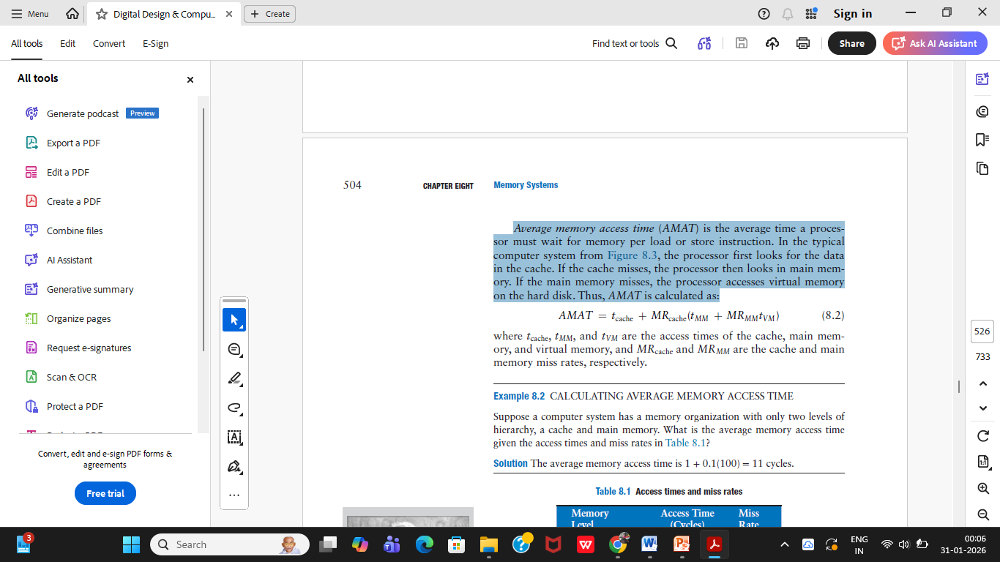 Menu
Digital Design & Compu...
Create
Sign in
All tools
Edit
Convert
E-Sign
Find text or tools
Share
Ask AI Assistant
All tools
Generate podcast
Preview
Export a PDF
Edit a PDF
Create a PDF
Combine files
AI Assistant
Generative summary
Organize pages
Request e-signatures
Scan & OCR
Protect a PDF
Convert, edit and e-sign PDF forms &
agreements
Free trial
504 CHAPTER EIGHT Memory Systems
Average memory access time (AMAT) is the average time a proces-
sor must wait for memory per load or store instruction. In the typical
computer system from Figure 8.3, the processor first looks for the data
in the cache. If the cache misses, the processor then looks in main mem-
ory. If the main memory misses, the processor accesses virtual memory
on the hard disk. Thus, AMAT is calculated as:
AMAT = tcache + MRcache(tMM + MRMMtVM) (8.2)
where tcache, tMM, and tVM are the access times of the cache, main mem-
ory, and virtual memory, and MRcache and MRMM are the cache and main
memory miss rates, respectively.
Example 8.2 CALCULATING AVERAGE MEMORY ACCESS TIME
Suppose a computer system has a memory organization with only two levels of
hierarchy, a cache and main memory. What is the average memory access time
given the access times and miss rates in Table 8.1?
Solution The average memory access time is 1 + 0.1(100) = 11 cycles.
Table 8.1 Access times and miss rates
Memory Access Time Miss
Level (Cycles) Rate
526
733
1:1
3
Search
ENG
IN
00:06
31-01-2026